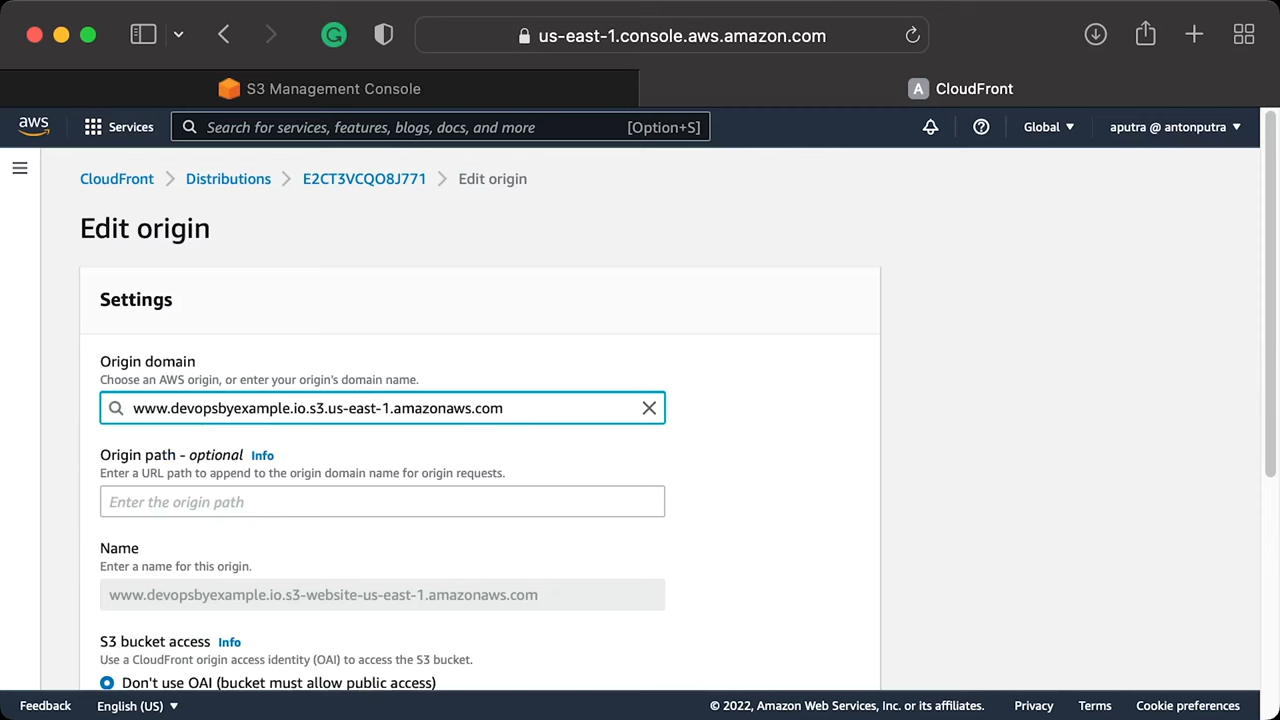 us-east-1.console.aws.amazon.com
S3 Management Console
A CloudFront
aws Services Search for services, features, blogs, docs, and more [Option+S] Global ▼ aputra @ antonputra ▼
CloudFront > Distributions > E2CT3VCQO8J771 > Edit origin
Edit origin
Settings
Origin domain
Choose an AWS origin, or enter your origin's domain name.
www.devopsbyexample.io.s3.us-east-1.amazonaws.com
Origin path - optional Info
Enter a URL path to append to the origin domain name for origin requests.
Enter the origin path
Name
Enter a name for this origin.
www.devopsbyexample.io.s3-website-us-east-1.amazonaws.com
S3 bucket access Info
Use a CloudFront origin access identity (OAI) to access the S3 bucket.
Don't use OAI (bucket must allow public access)
Feedback English (US) ▼ © 2022, Amazon Web Services, Inc. or its affiliates. Privacy Terms Cookie preferences